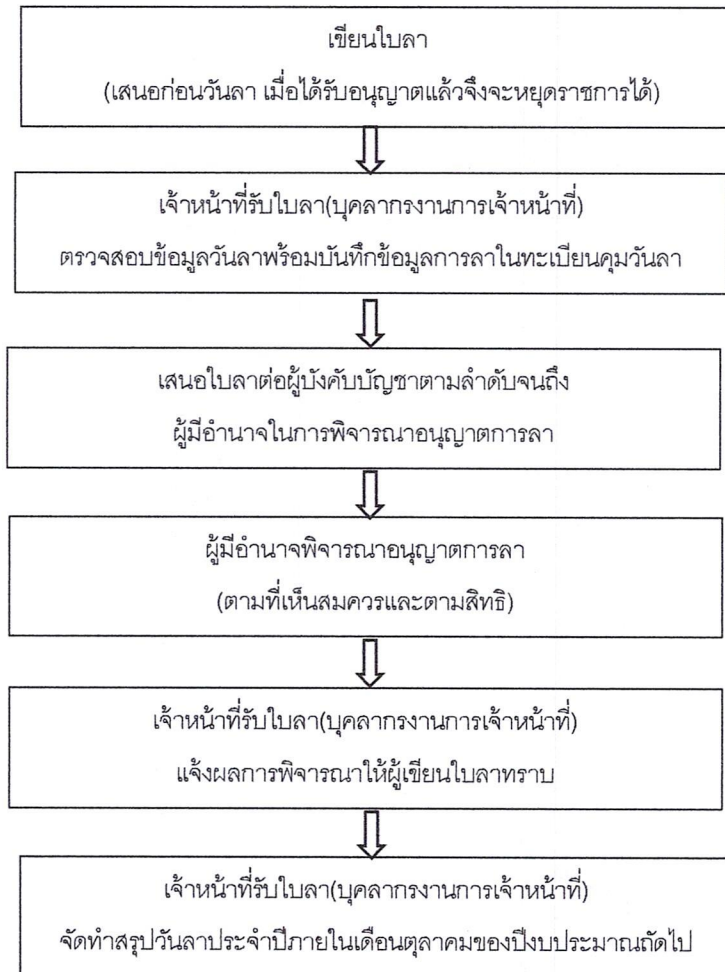 เขียนใบลา
(เสนอก่อนวันลา เมื่อได้รับอนุญาตแล้วจึงจะหยุดราชการได้)
เจ้าหน้าที่รับใบลา(บุคลากรงานการเจ้าหน้าที่)
ตรวจสอบข้อมูลวันลาพร้อมบันทึกข้อมูลการลาในทะเบียนคุมวันลา
เสนอใบลาต่อผู้บังคับบัญชาตามลำดับจนถึง
ผู้มีอำนาจในการพิจารณาอนุญาตการลา
ผู้มีอำนาจพิจารณาอนุญาตการลา
(ตามที่เห็นสมควรและตามสิทธิ)
เจ้าหน้าที่รับใบลา(บุคลากรงานการเจ้าหน้าที่)
แจ้งผลการพิจารณาให้ผู้เขียนใบลาทราบ
เจ้าหน้าที่รับใบลา(บุคลากรงานการเจ้าหน้าที่)
จัดทำสรุปวันลาประจำปีภายในเดือนตุลาคมของปีงบประมาณถัดไป